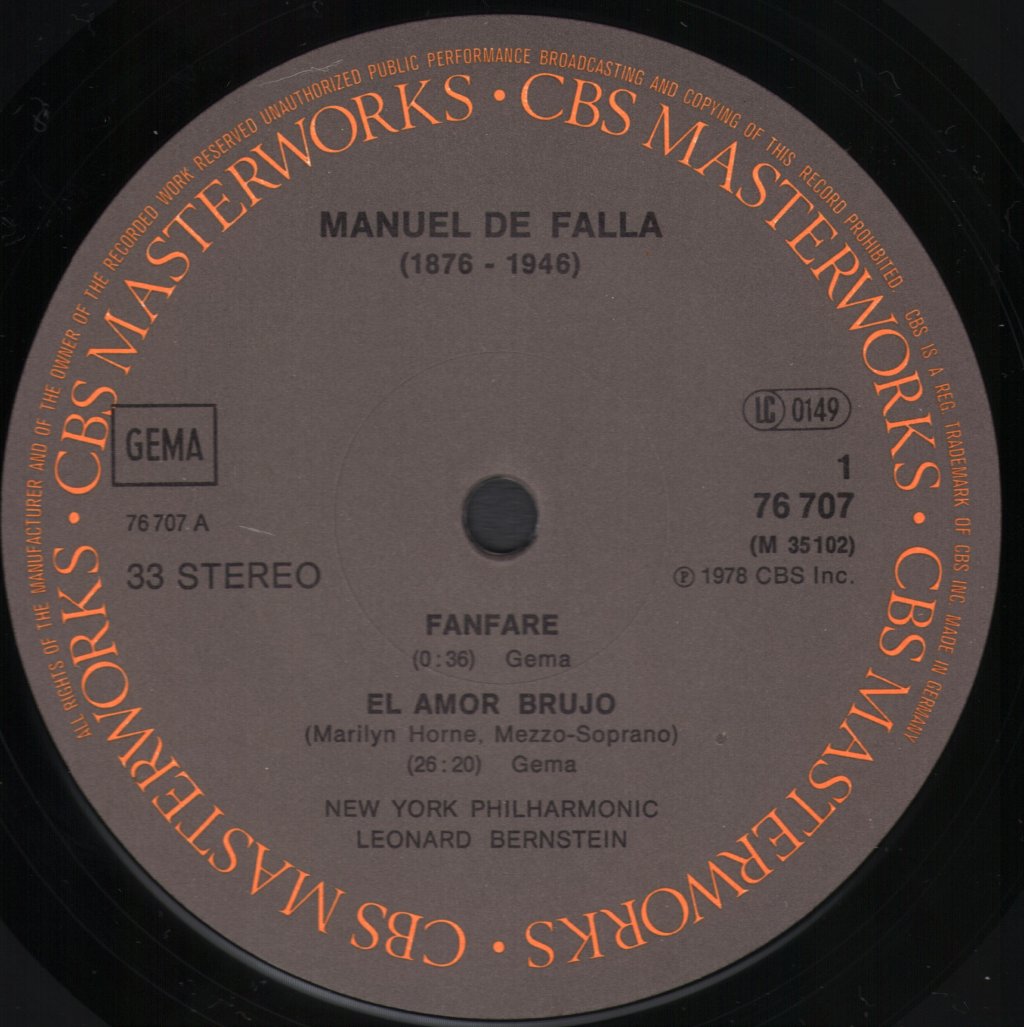 ALL RIGHTS OF THE MANUFACTURER AND OF THE OWNER OF THE RECORDED WORK RESERVED UNAUTHORIZED PUBLIC PERFORMANCE BROADCASTING AND COPYING OF THIS RECORD PROHIBITED. CBS IS A REG. TRADEMARK OF CBS INC MADE IN GERMANY
CBS MASTERWORKS • CBS MASTERWORKS • CBS MASTERWORKS • CBS MASTERWORKS •
MANUEL DE FALLA
(1876 - 1946)
GEMA
LC 0149
1
76 707
76 707 A
(M 35102)
33 STEREO
℗ 1978 CBS Inc.
FANFARE
(0:36) Gema
EL AMOR BRUJO
(Marilyn Horne, Mezzo-Soprano)
(26:20) Gema
NEW YORK PHILHARMONIC
LEONARD BERNSTEIN